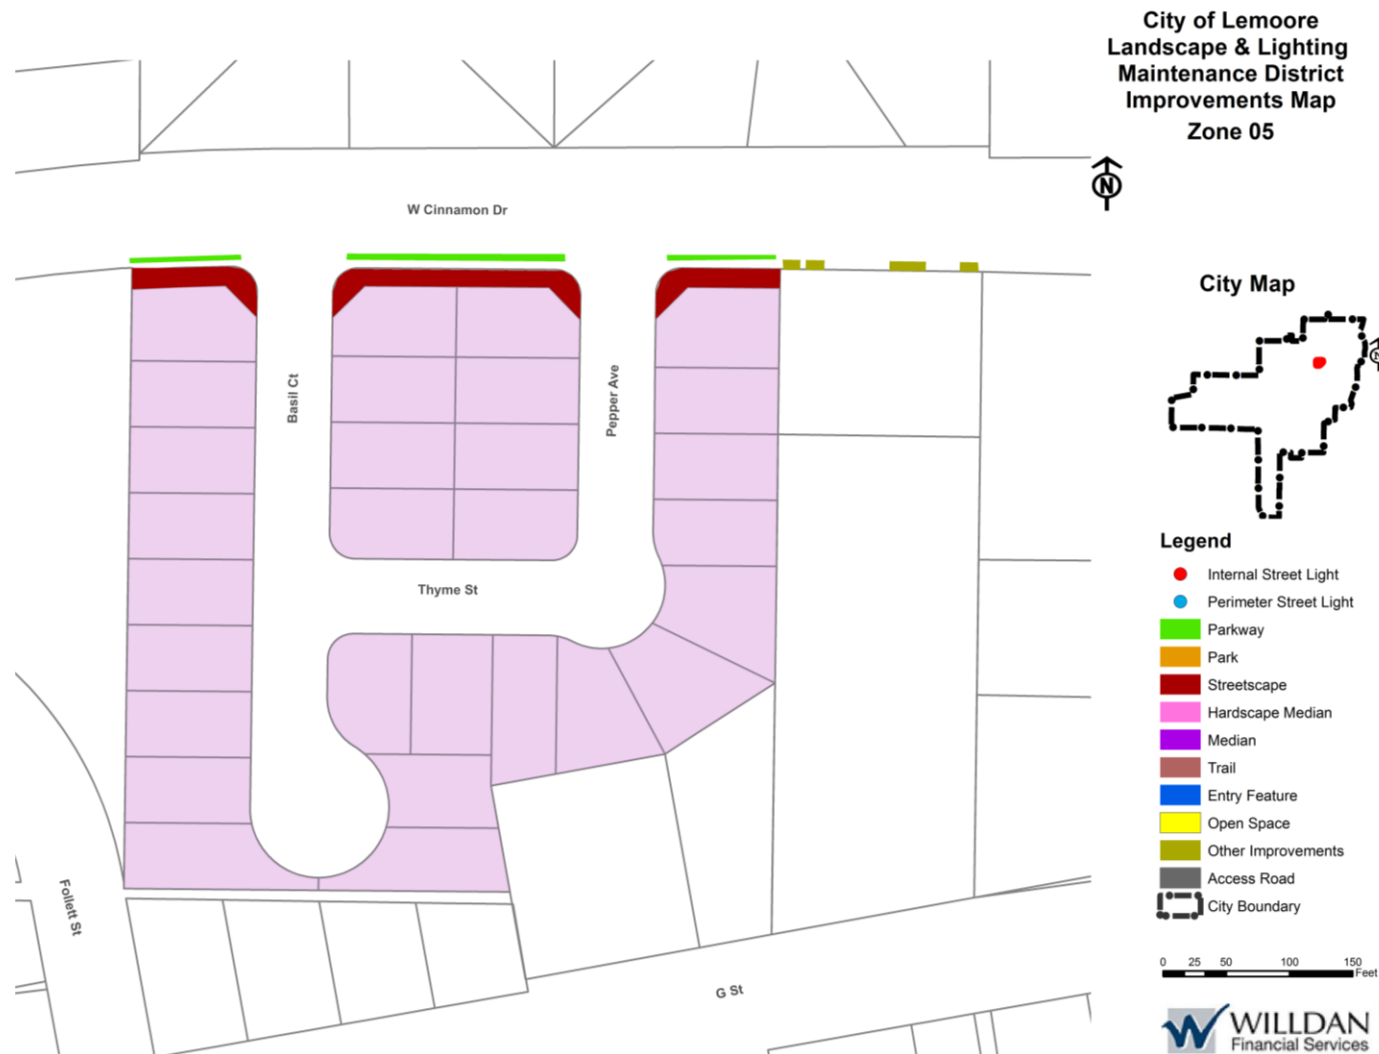 City of Lemoore
Landscape & Lighting
Maintenance District
Improvements Map
Zone 05
N
W Cinnamon Dr
City Map
N
Basil Ct
Pepper Ave
Legend
Internal Street Light
Thyme St
Perimeter Street Light
Parkway
Park
Streetscape
Hardscape Median
Median
Trail
Entry Feature
Open Space
Other Improvements
Access Road
Follett St
City Boundary
0 25 50 100 150
Feet
G St
WILLDAN
Financial Services